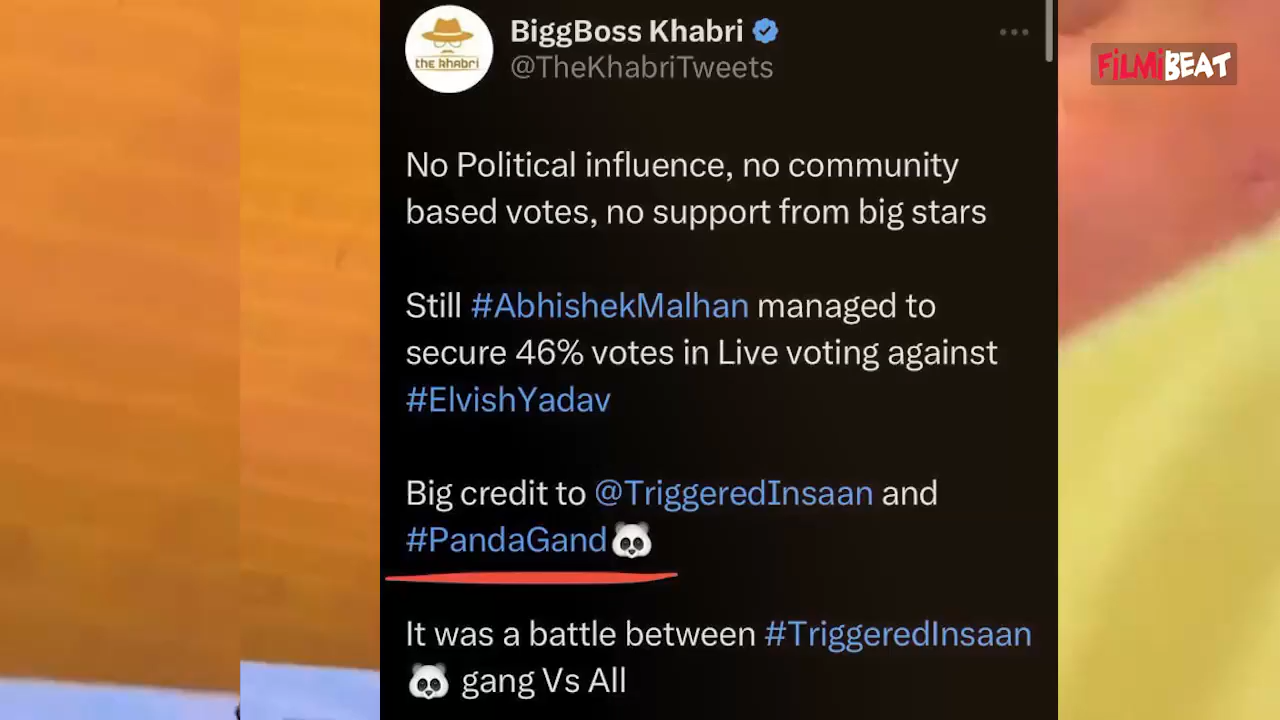 the khabri
BiggBoss Khabri
@TheKhabriTweets
FiLMiBEAT
No Political influence, no community
based votes, no support from big stars
Still #AbhishekMalhan managed to
secure 46% votes in Live voting against
#ElvishYadav
Big credit to @TriggeredInsaan and
#PandaGand🐼
It was a battle between #TriggeredInsaan
🐼 gang Vs All